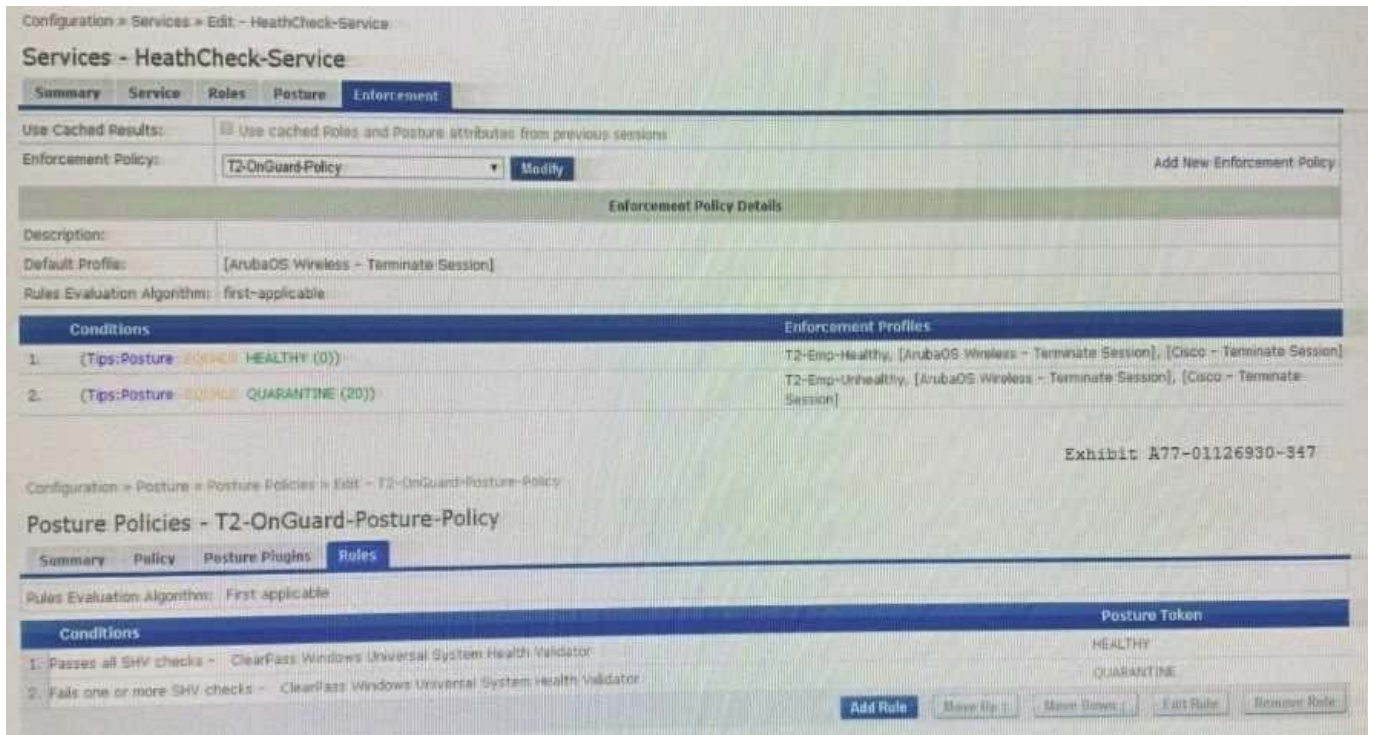 Configuration » Services » Edit - HeathCheck-Service
Services - HeathCheck-Service
Summary Service Roles Posture Enforcement
Use Cached Results: Use cached Roles and Posture attributes from previous sessions
Enforcement Policy: T2-OnGuard-Policy Modify Add New Enforcement Policy
Enforcement Policy Details
Description:
Default Profile: [ArubaOS Wireless - Terminate Session]
Rules Evaluation Algorithm: first-applicable
Conditions Enforcement Profiles
1. (Tips:Posture EQUALS HEALTHY (0)) T2-Emp-Healthy, [ArubaOS Wireless - Terminate Session], [Cisco - Terminate Session]
2. (Tips:Posture EQUALS QUARANTINE (20)) T2-Emp-Unhealthy, [ArubaOS Wireless - Terminate Session], [Cisco - Terminate
Session]
Exhibit A77-01126930-347
Configuration » Posture » Posture Policies » Edit - T2-OnGuard-Posture-Policy
Posture Policies - T2-OnGuard-Posture-Policy
Summary Policy Posture Plugins Rules
Rules Evaluation Algorithm: First applicable
Conditions Posture Token
1. Passes all SHV checks - ClearPass Windows Universal System Health Validator HEALTHY
2. Fails one or more SHV checks - ClearPass Windows Universal System Health Validator QUARANTINE
Add Rule Move Up ↑ Move Down ↓ Edit Rule Remove Rule